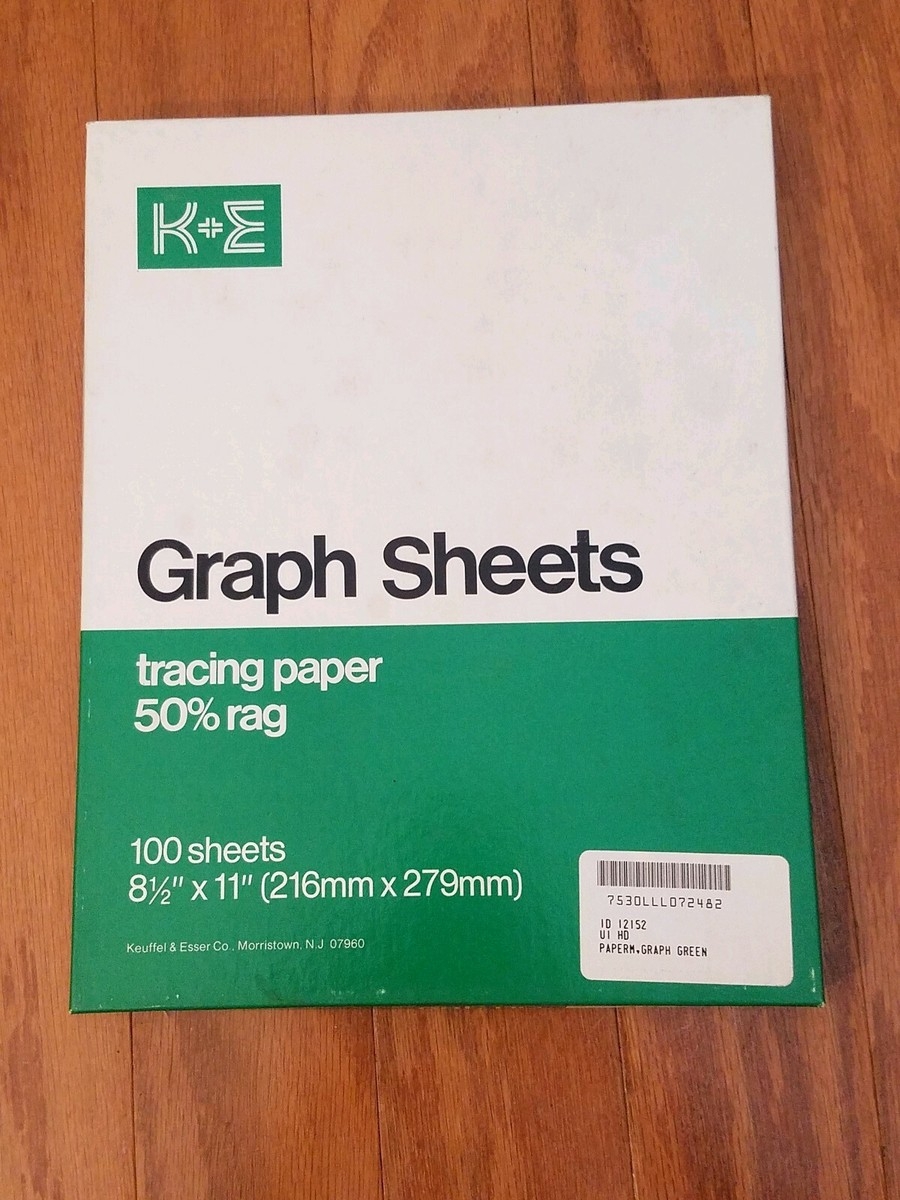 K+E
Graph Sheets
tracing paper
50% rag
100 sheets
8½" x 11" (216mm x 279mm)
Keuffel & Esser Co., Morristown, N.J. 07960
7530LLL072482
ID 12152
UI HD
PAPERM,GRAPH GREEN